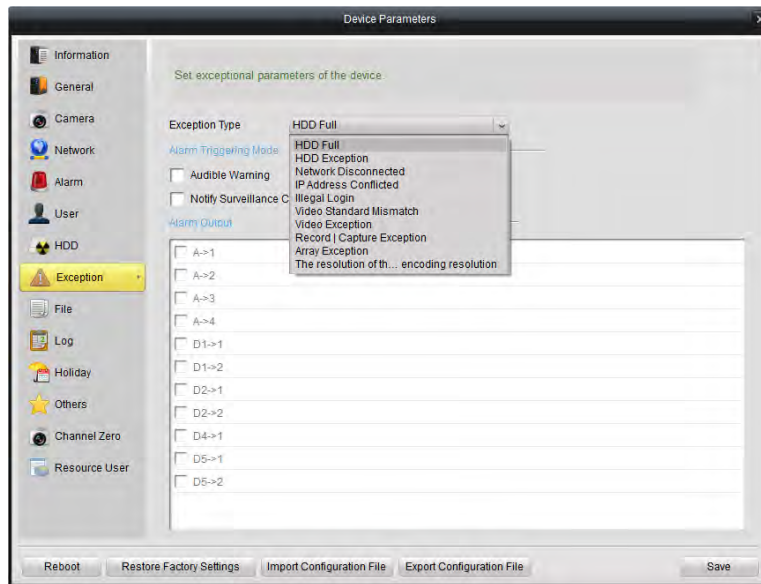 Device Parameters
Information
General
Camera
Network
Alarm
User
HDD
Exception
File
Log
Holiday
Others
Channel Zero
Resource User
Set exceptional parameters of the device
Exception Type HDD Full
Alarm Triggering Mode
Audible Warning
Notify Surveillance C
Alarm Output
HDD Full
HDD Exception
Network Disconnected
IP Address Conflicted
Illegal Login
Video Standard Mismatch
Video Exception
Record | Capture Exception
Array Exception
The resolution of th... encoding resolution
A->1
A->2
A->3
A->4
D1->1
D1->2
D2->1
D2->2
D4->1
D5->1
D5->2
Reboot Restore Factory Settings Import Configuration File Export Configuration File Save